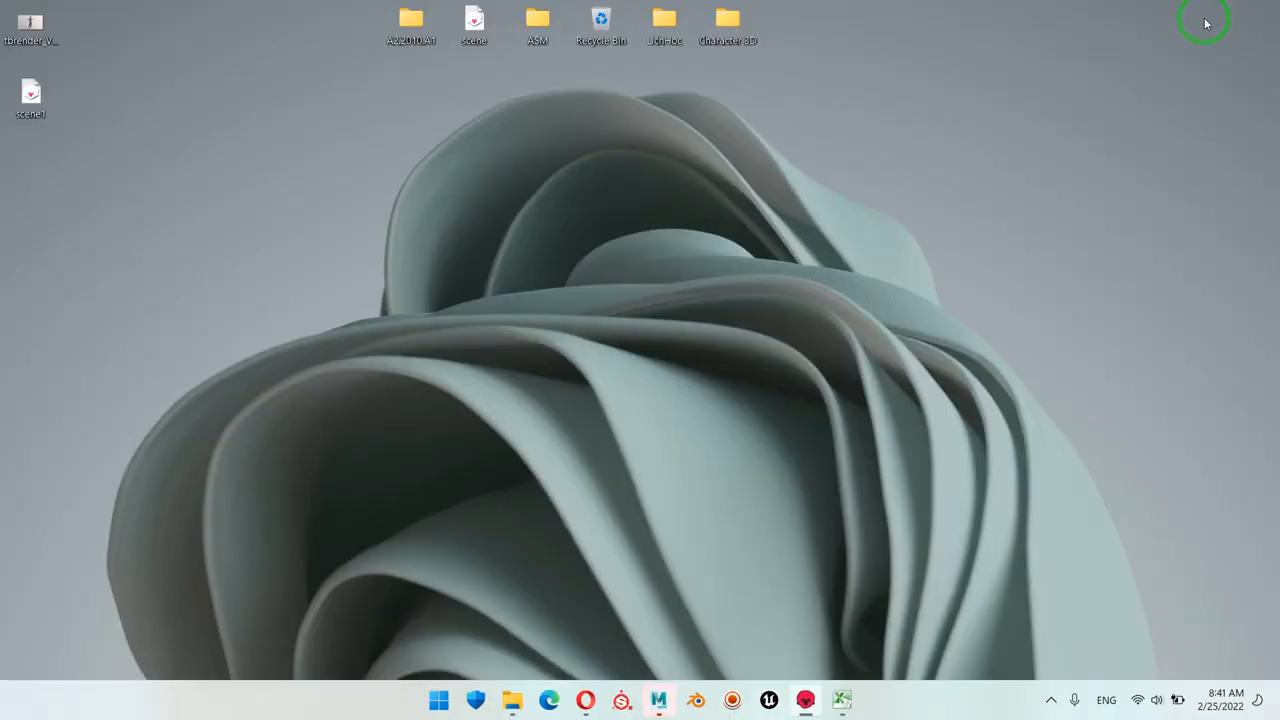 tbrender_V...
A2.2010.A1
scene
ASM
Recycle Bin
LichHoc
Character 3D
scene1
ENG
8:41 AM
2/25/2022